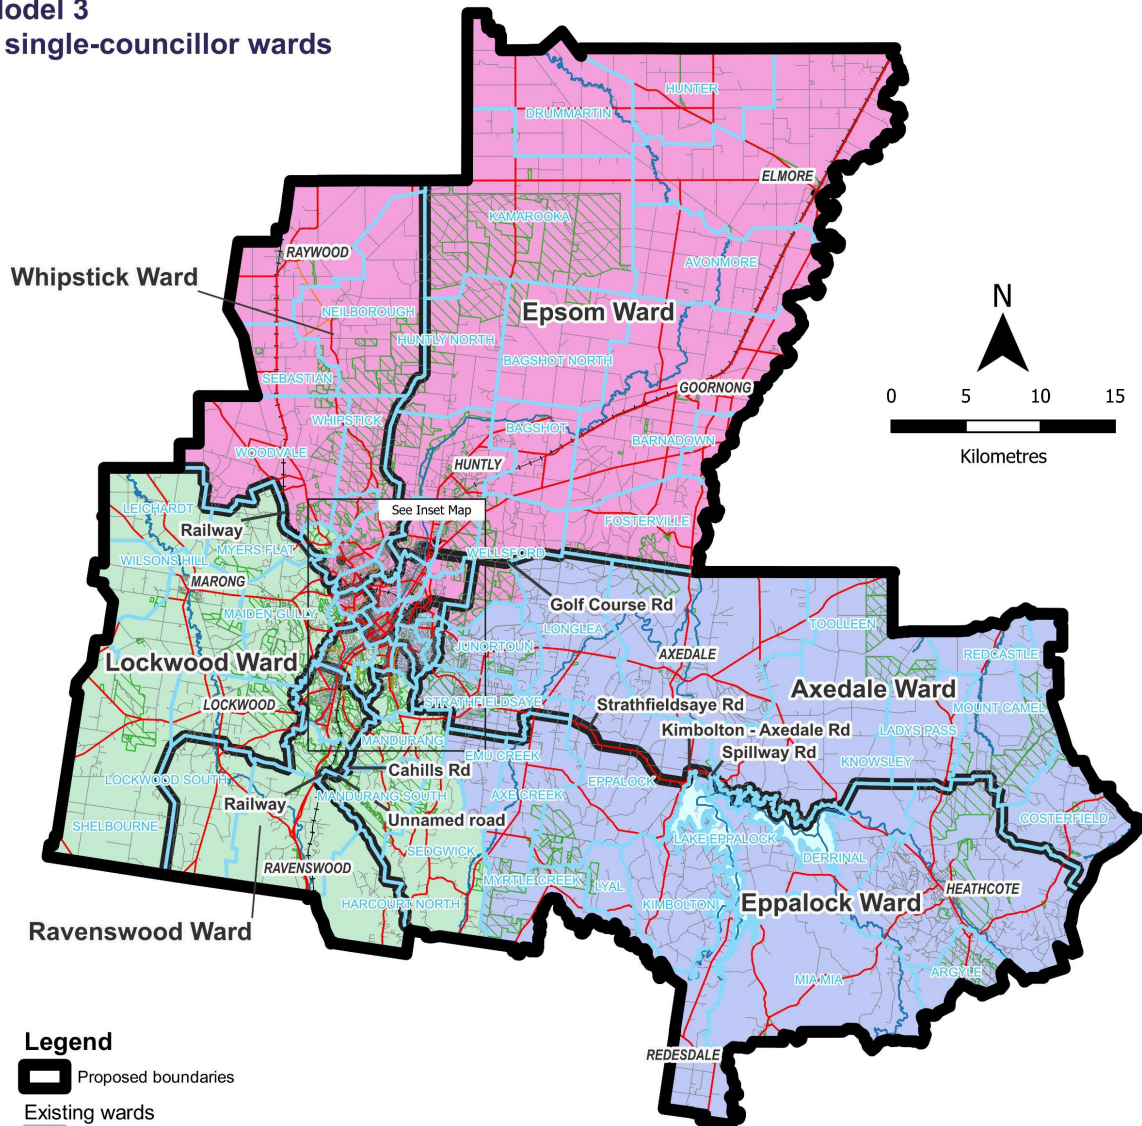 odel 3
single-councillor wards
HUNTER
DRUMMARTIN
ELMORE
KAMAROOKA
RAYWOOD
AVONMORE
Whipstick Ward
N
NEILBOROUGH
Epsom Ward
HUNTLY NORTH
BAGSHOT NORTH
SEBASTIAN
GOORNONG
0 5 10 15
Kilometres
WHIPSTICK
BAGSHOT
BARNADOWN
WOODVALE
HUNTLY
See Inset Map
LEICHARDT
FOSTERVILLE
Railway
MYERS FLAT
WELLSFORD
WILSONS HILL
MARONG
Golf Course Rd
MAIDEN GULLY
LONGLEA
TOOLLEEN
JUNORTOUN
AXEDALE
REDCASTLE
Lockwood Ward
Axedale Ward
LOCKWOOD
STRATHFIELDSAYE
Strathfieldsaye Rd
MOUNT CAMEL
Kimbolton - Axedale Rd
LADYS PASS
MANDURANG
Spillway Rd
EMU CREEK
KNOWSLEY
Cahills Rd
LOCKWOOD SOUTH
EPPALOCK
MANDURANG SOUTH
AXE CREEK
Railway
Unnamed road
COSTERFIELD
SHELBOURNE
LAKE EPPALOCK
SEDGWICK
DERRINAL
RAVENSWOOD
MYRTLE CREEK
LYAL
HEATHCOTE
HARCOURT NORTH
KIMBOLTON
Eppalock Ward
Ravenswood Ward
MIA MIA
ARGYLE
Legend
REDESDALE
Proposed boundaries
Existing wards